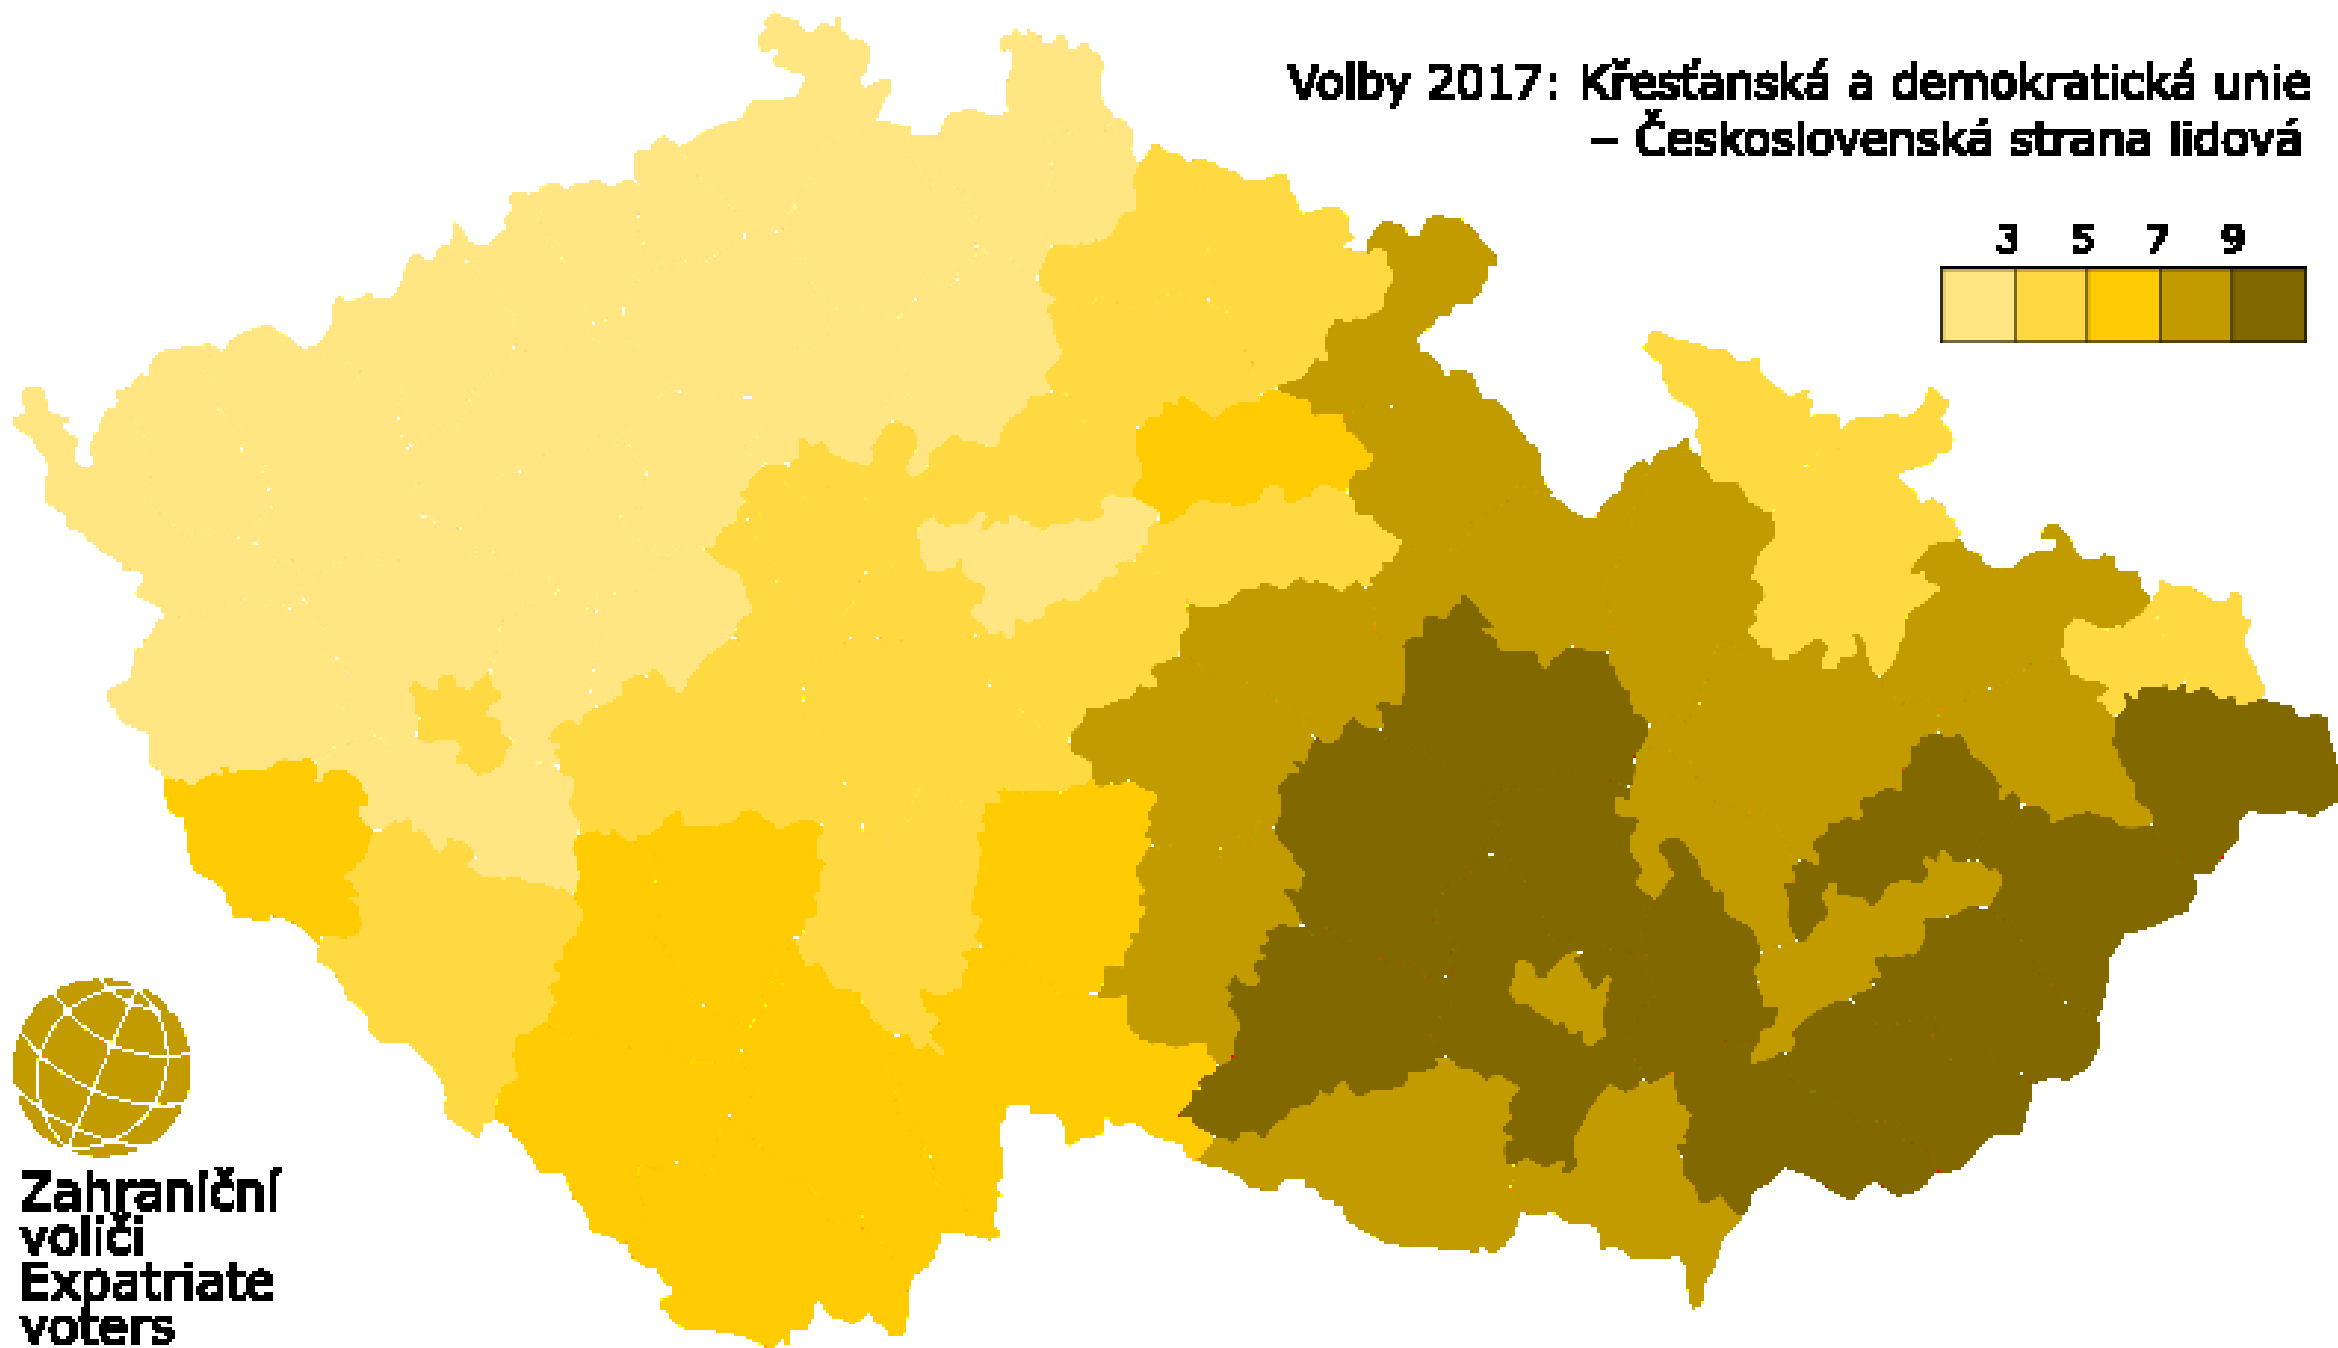 Volby 2017: Křesťanská a demokratická unie
– Československá strana lidová
3 5 7 9
Zahraniční
voliči
Expatriate
voters